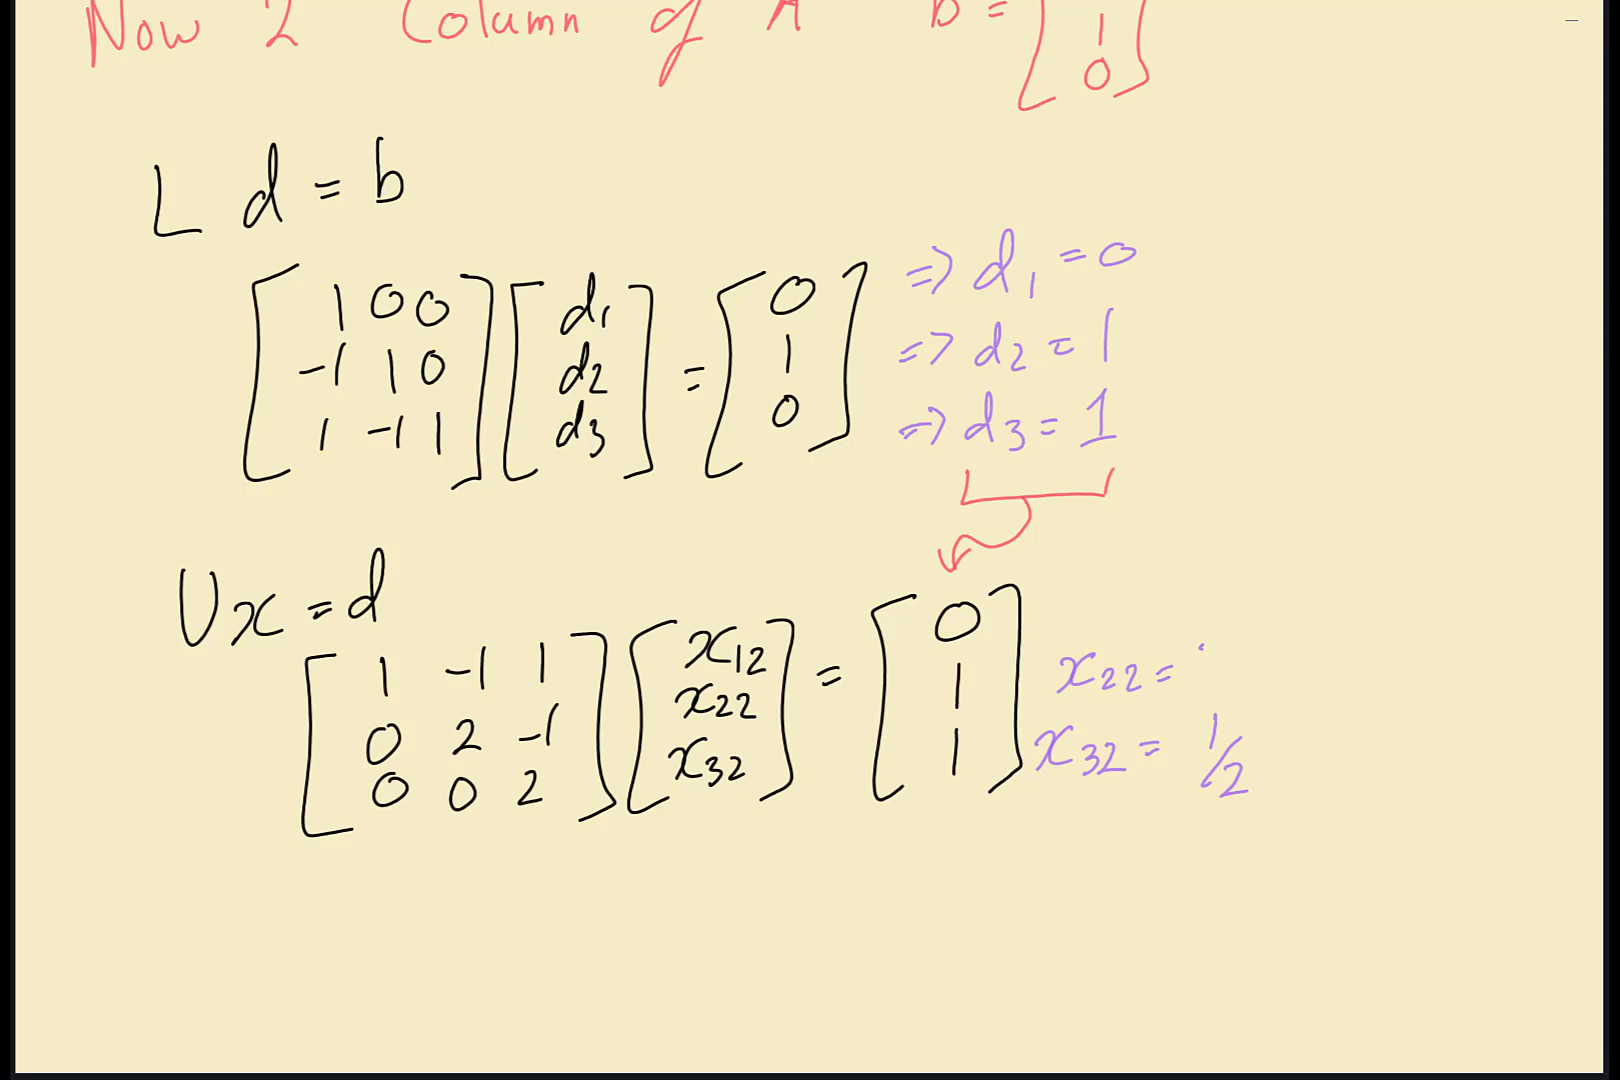 Now 2 Column of A b = [1
0]
L d = b
[1 0 0 [d1 = [0 => d1 = 0
-1 1 0 d2 1 => d2 = 1
1 -1 1] d3] 0] => d3 = 1
Ux = d
[1 -1 1 [x12 = [0
0 2 -1 x22 1 x22 =
0 0 2] x32] 1] x32 = 1/2